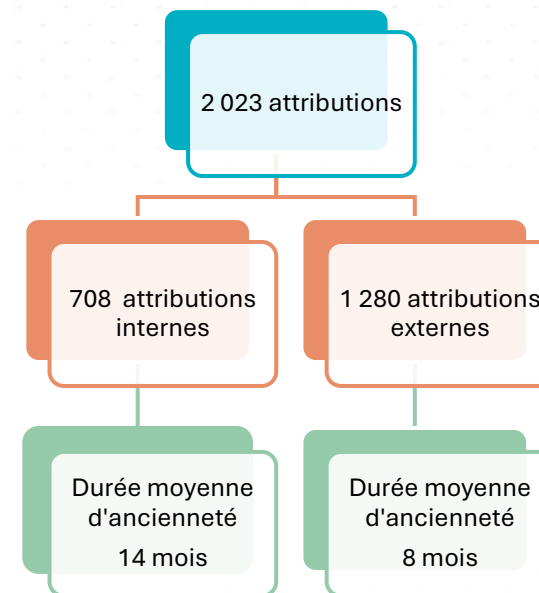 2 023 attributions
708 attributions
internes
1 280 attributions
externes
Durée moyenne
d'ancienneté
14 mois
Durée moyenne
d'ancienneté
8 mois